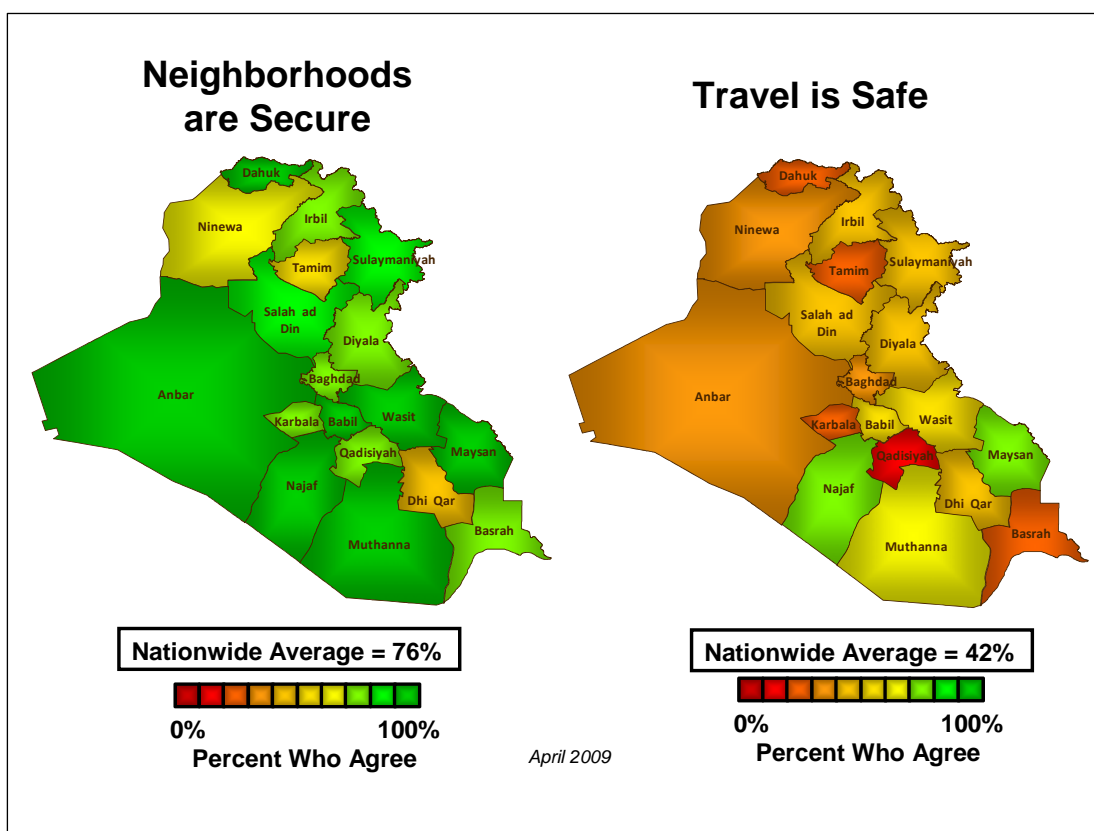 Neighborhoods
are Secure
Dahuk
Ninewa
Irbil
Tamim
Sulaymaniyah
Salah ad
Din
Diyala
Baghdad
Anbar
Karbala
Babil
Wasit
Qadisiyah
Maysan
Najaf
Dhi Qar
Basrah
Muthanna
Nationwide Average = 76%
0%
100%
Percent Who Agree
Travel is Safe
Dahuk
Ninewa
Irbil
Tamim
Sulaymaniyah
Salah ad
Din
Diyala
Baghdad
Anbar
Karbala
Babil
Wasit
Qadisiyah
Maysan
Najaf
Dhi Qar
Basrah
Muthanna
Nationwide Average = 42%
0%
100%
Percent Who Agree
April 2009